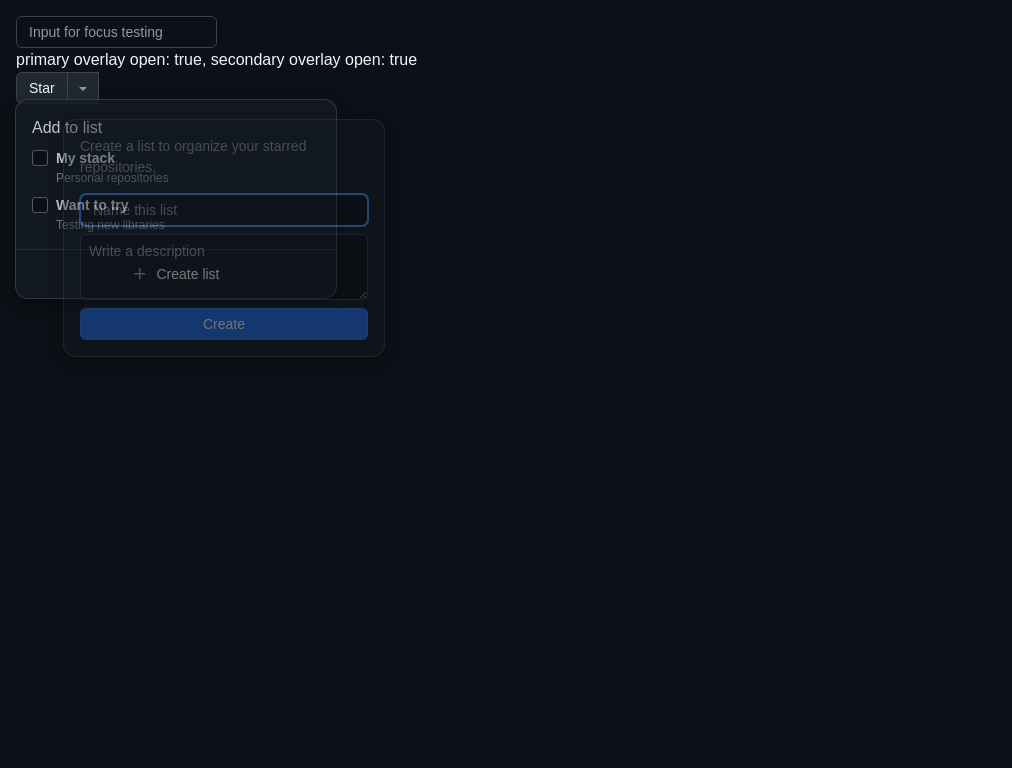 Input for focus testing
primary overlay open: true, secondary overlay open: true
Star
Add to list
My stack
Personal repositories
Want to try
Testing new libraries
Create list
Create a list to organize your starred
repositories.
Name this list
Write a description
Create